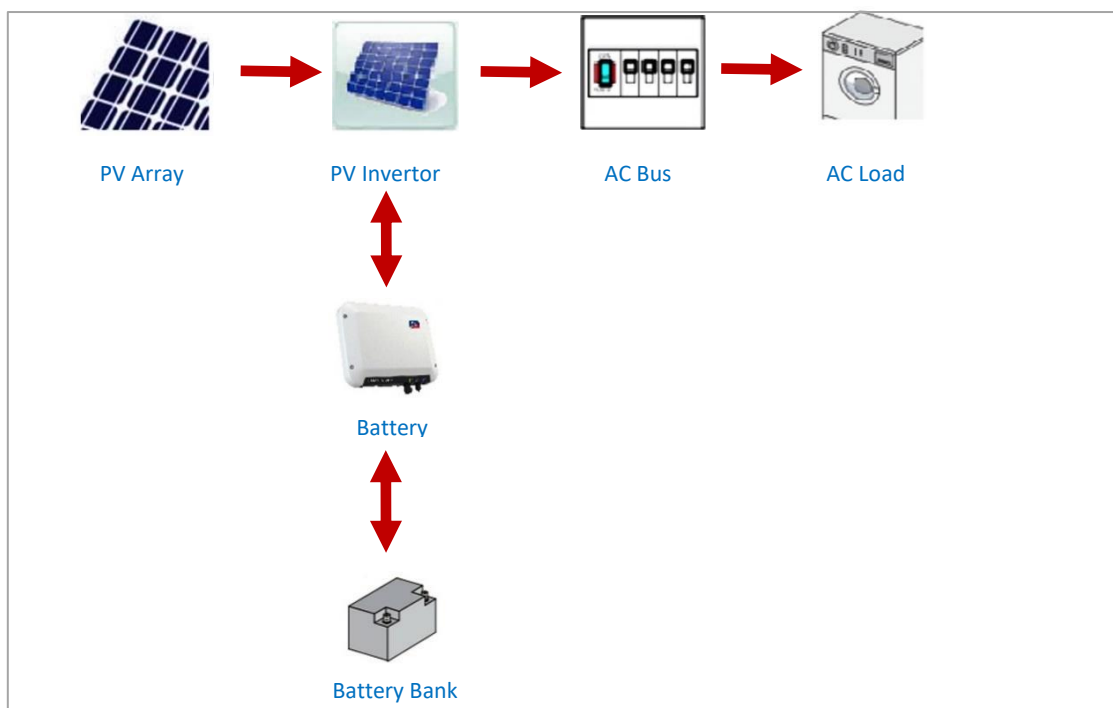 PV Array
PV Invertor
AC Bus
AC Load
Battery
Battery Bank